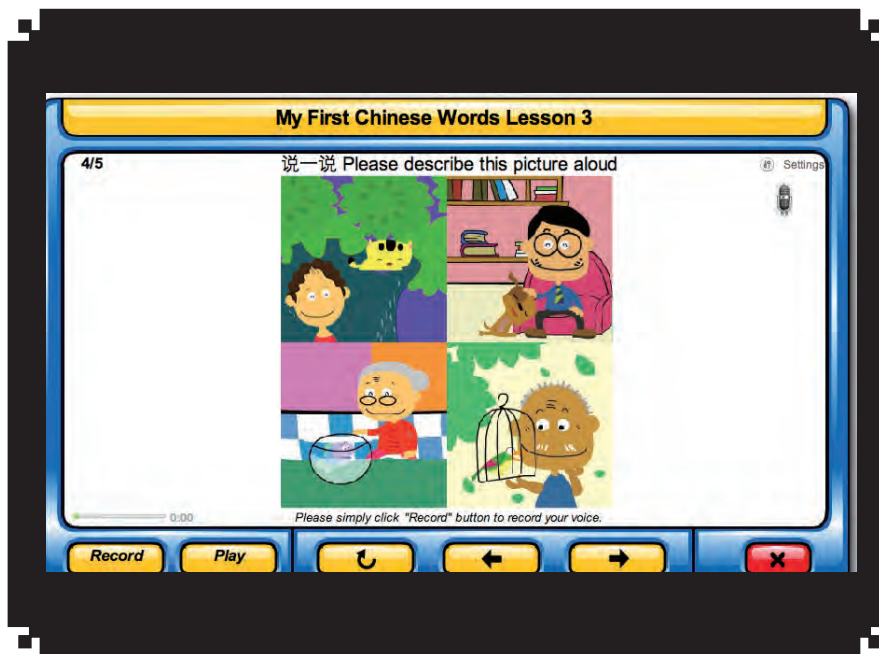 My First Chinese Words Lesson 3
4/5
说一说 Please describe this picture aloud
Settings
0:00
Please simply click "Record" button to record your voice.
Record
Play